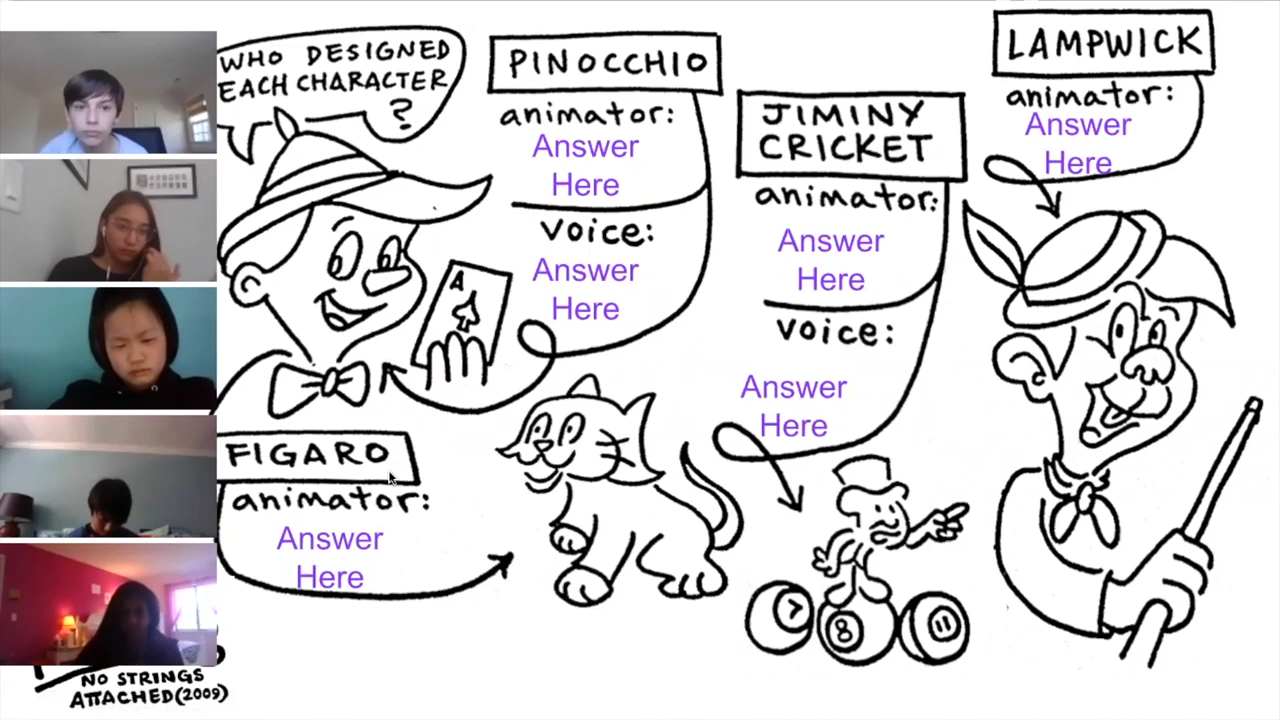 WHO DESIGNED
EACH CHARACTER
?
A
PINOCCHIO
animator:
Answer
Here
voice:
Answer
Here
JIMINY
CRICKET
animator:
Answer
Here
voice:
Answer
Here
LAMPWICK
animator:
Answer
Here
FIGARO
animator:
Answer
Here
7
8
11
NO STRINGS
ATTACHED (2009)